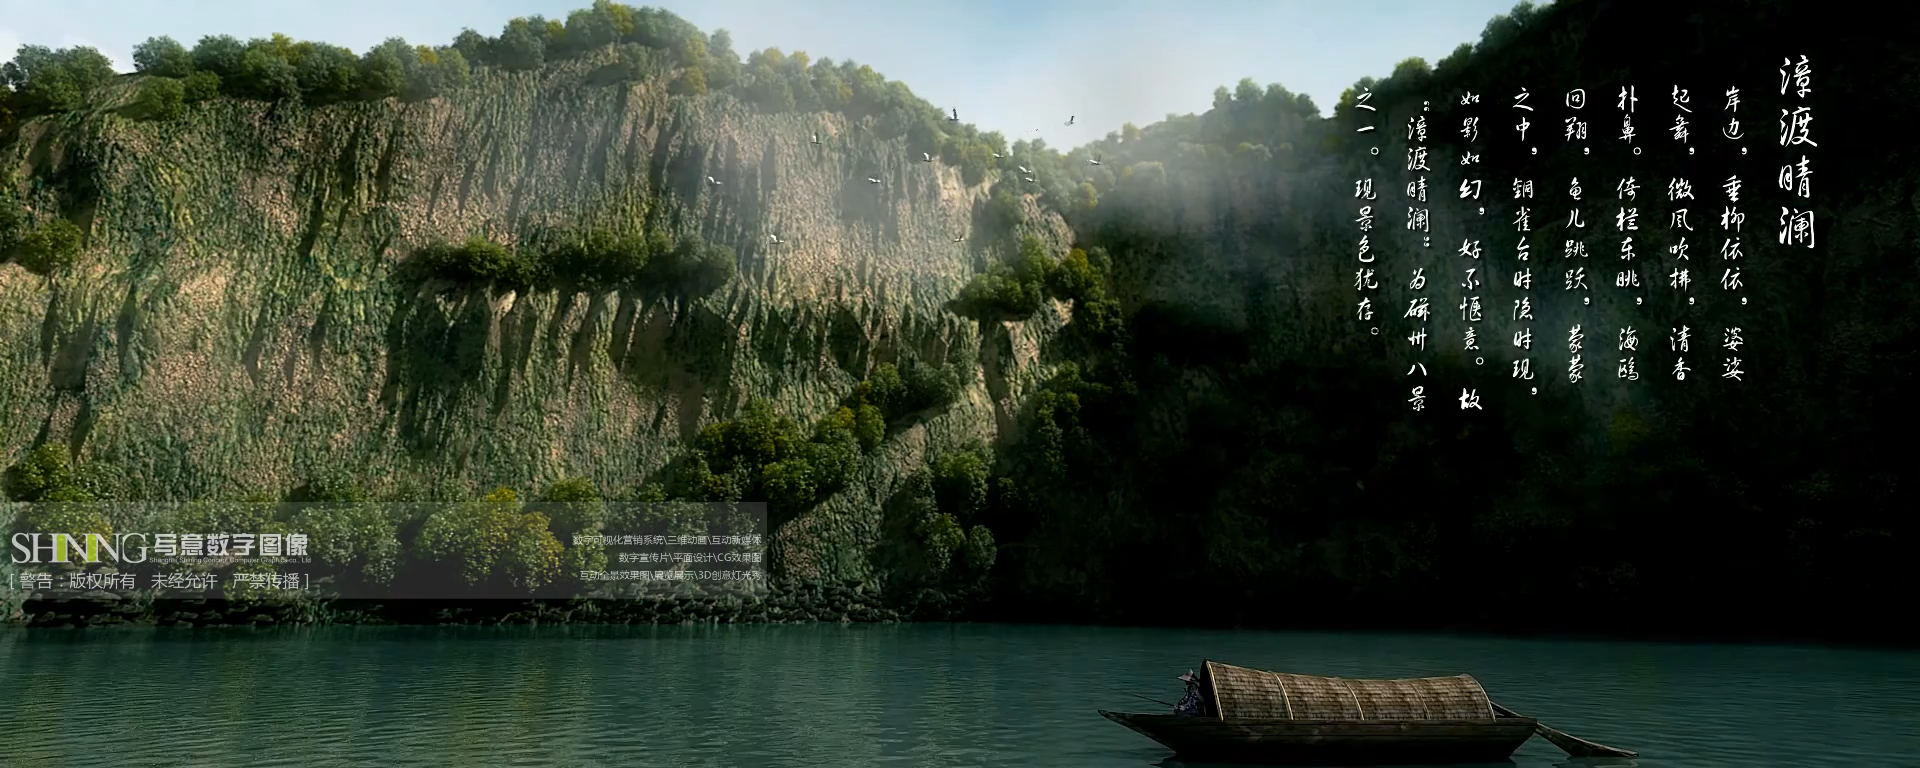 漳渡晴澜
岸边，垂柳依依，婆娑
起舞，微风吹拂，清香
扑鼻。倚栏东眺，海鸥
回翔，鱼儿跳跃，蒙蒙
之中，铜雀台时隐时现，
如影如幻，好不惬意。故
“漳渡晴澜”为磁州八景
之一。现景色犹存。
SHINING 写意数字图像
[ 警告：版权所有 未经允许 严禁传播 ]
数字可视化营销系统\三维动画\互动新媒体
数字宣传片\平面设计\CG效果图
互动全景效果图\展览展示\3D创意灯光秀